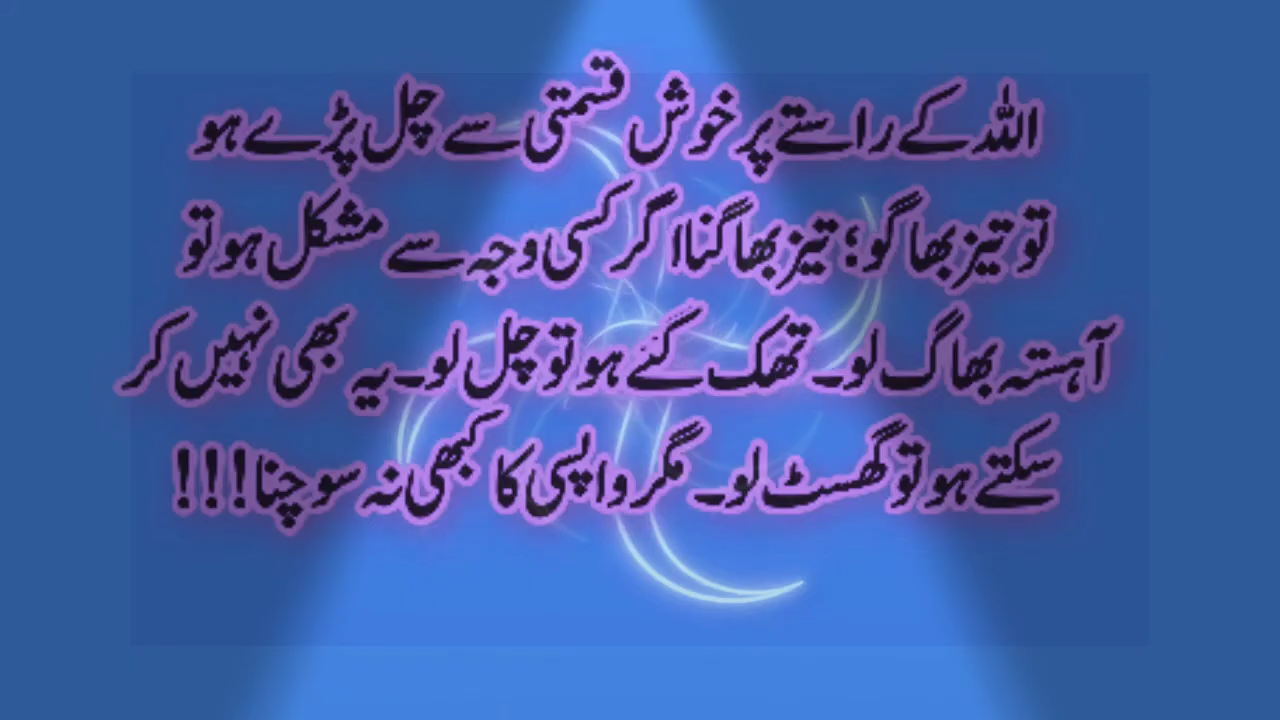 اللہ کے راستے پر خوش قسمتی سے چل پڑے ہو
تو تیز بھاگو؛ تیز بھاگنا اگر کسی وجہ سے مشکل ہو تو
آہستہ بھاگ لو۔ تھک گئے ہو تو چل لو۔ یہ بھی نہیں کر
سکتے ہو تو گھسٹ لو۔ مگر واپسی کا کبھی نہ سوچنا!!!